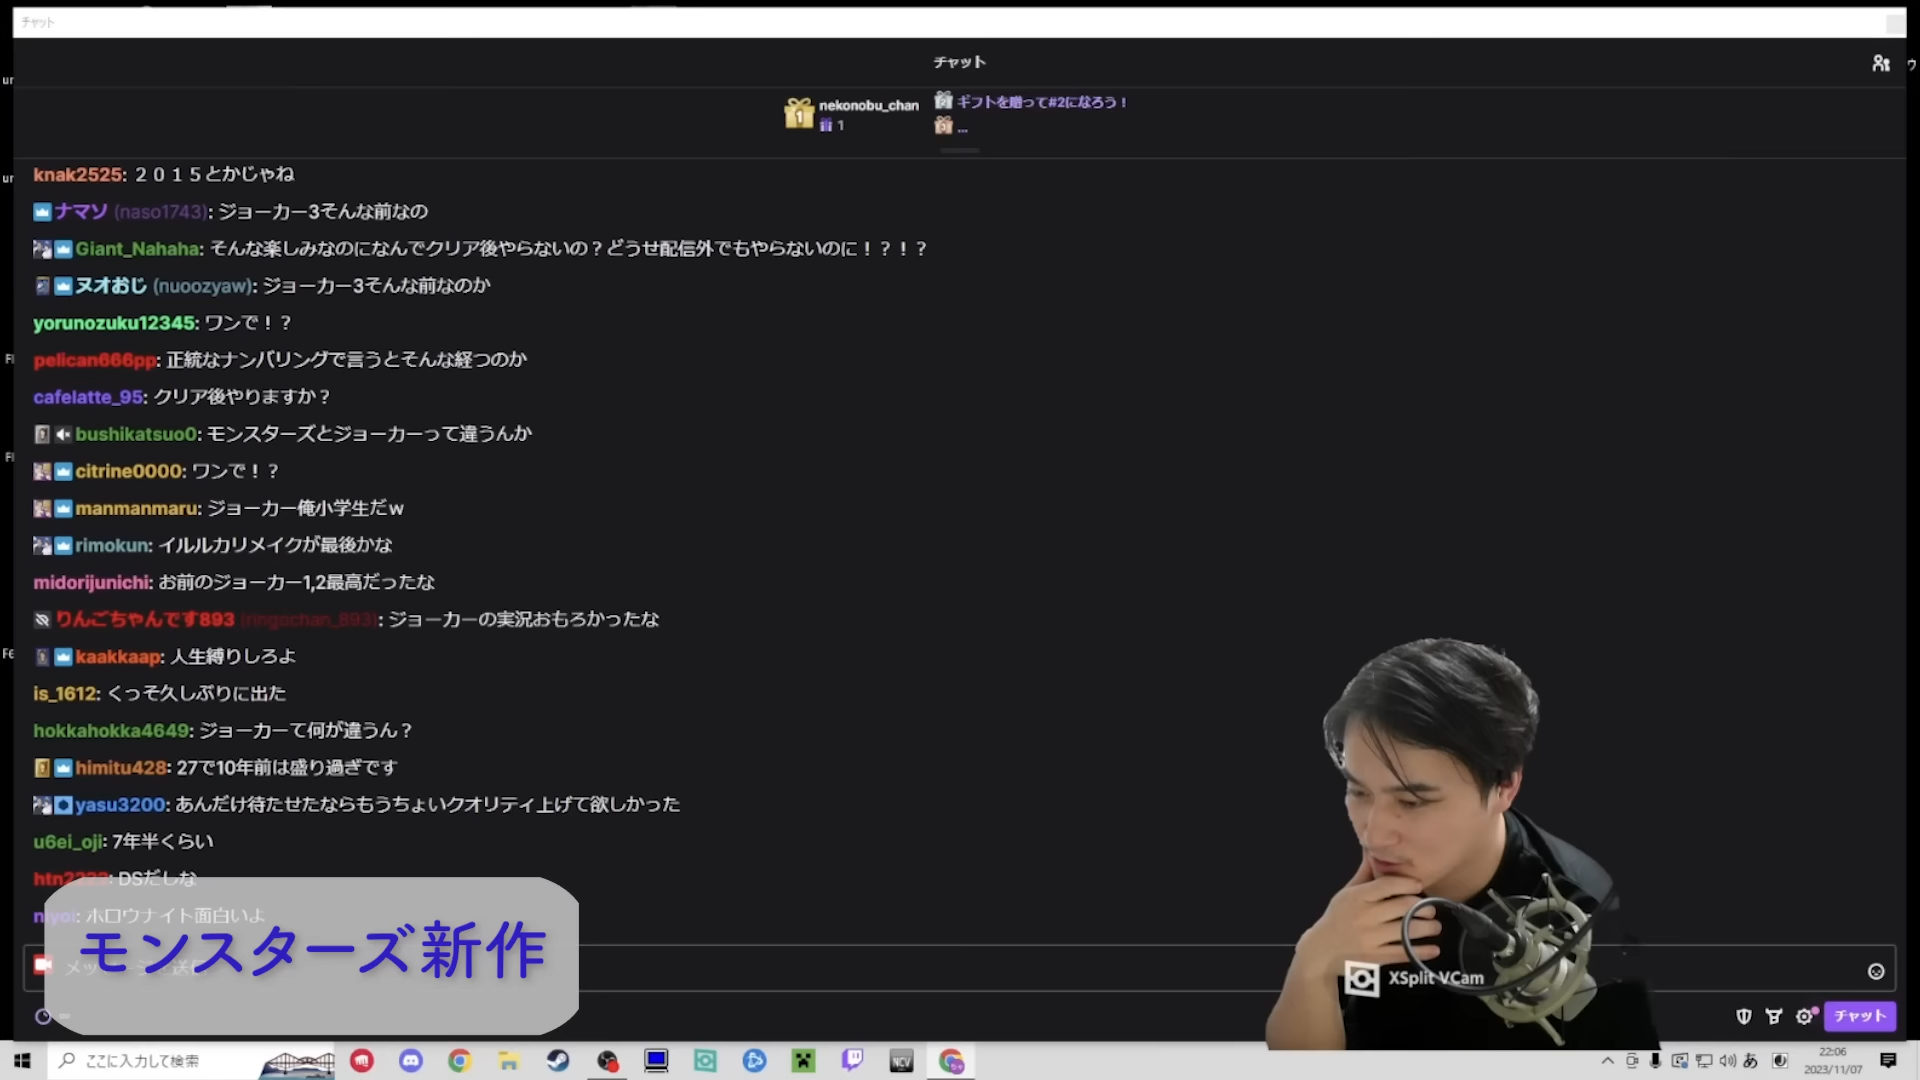 チャット
チャット
nekonobu_chan
1
ギフトを贈って#2になろう！
...
knak2525: ２０１５とかじゃね
ナマソ (naso1743): ジョーカー3そんな前なの
Giant_Nahaha: そんな楽しみなのになんでクリア後やらないの？どうせ配信外でもやらないのに！？！？
ヌオおじ (nuoozyaw): ジョーカー3そんな前なのか
yorunozuku12345: ワンで！？
pelican666pp: 正統なナンバリングで言うとそんな経つのか
cafelatte_95: クリア後やりますか？
bushikatsuo0: モンスターズとジョーカーって違うんか
citrine0000: ワンで！？
manmanmaru: ジョーカー俺小学生だw
rimokun: イルルカリメイクが最後かな
midorijunichi: お前のジョーカー1,2最高だったな
りんごちゃんです893 (ringochan_893): ジョーカーの実況おもろかったな
kaakkaap: 人生縛りしろよ
is_1612: くっそ久しぶりに出た
hokkahokka4649: ジョーカーて何が違うん？
himitu428: 27で10年前は盛り過ぎです
yasu3200: あんだけ待たせたならもうちょいクオリティ上げて欲しかった
u6ei_oji: 7年半くらい
htn2222: DSだしな
niyoi: ホロウナイト面白いよ
モンスターズ新作
XSplit VCam
チャット
ここに入力して検索
NCV
あ
22:06
2023/11/07